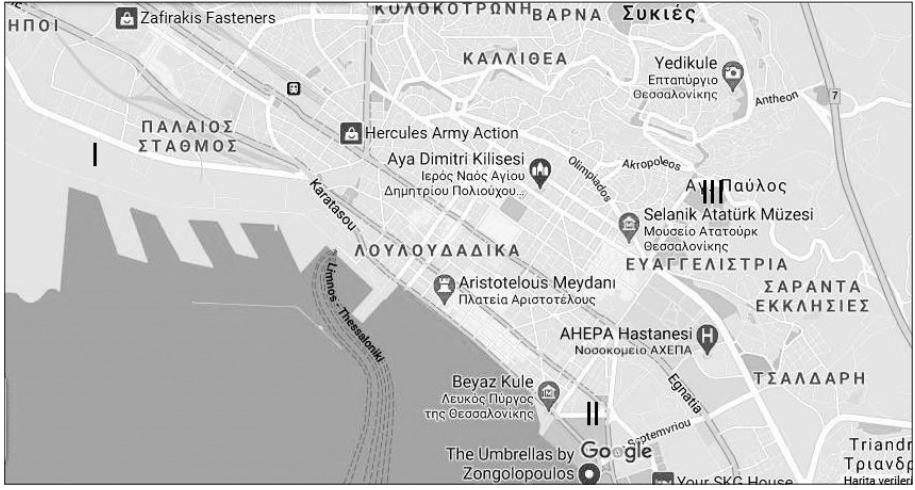 Zafirakis Fasteners
ΗΠΟΙ
ΚΟΛΟΚΟΤΡΩΝΗ
ΒΑΡΝΑ
Συκιές
ΚΑΛΛΙΘΕΑ
Yedikule
Επταπύργιο
Θεσσαλονίκης
Antheon
7
ΠΑΛΑΙΟΣ
ΣΤΑΘΜΟΣ
I
Hercules Army Action
Aya Dimitri Kilisesi
Ιερός Ναός Αγίου
Δημητρίου Πολιούχου...
Olimpiados
Akropoleos
III
Παύλος
Karatasou
Selanik Atatürk Müzesi
Μουσείο Ατατούρκ
Θεσσαλονίκης
ΛΟΥΛΟΥΔΑΔΙΚΑ
ΕΥΑΓΓΕΛΙΣΤΡΙΑ
ΣΑΡΑΝΤΑ
ΕΚΚΛΗΣΙΕΣ
Limnos - Thessaloniki
Aristotelous Meydanı
Πλατεία Αριστοτέλους
AHEPA Hastanesi
Νοσοκομείο ΑΧΕΠΑ
ΤΣΑΛΔΑΡΗ
Egnatia
Beyaz Kule
Λευκός Πύργος
της Θεσσαλονίκης
II
Septemvriou
Google
The Umbrellas by
Zongolopoulos
Your SKG House
Triandr
Τριανδρ
Harita verileri